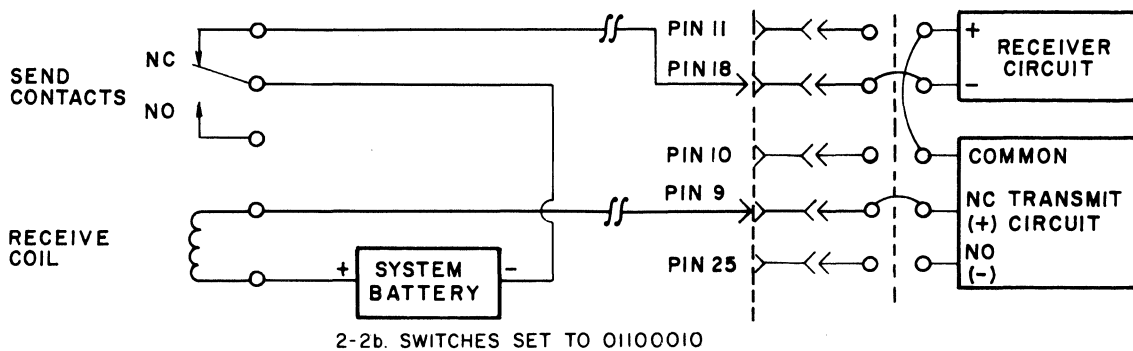 SEND
CONTACTS
NC
NO
RECEIVE
COIL
+ SYSTEM BATTERY -
PIN 11
PIN 18
PIN 10
PIN 9
PIN 25
+
-
RECEIVER
CIRCUIT
COMMON
NC TRANSMIT
(+) CIRCUIT
NO
(-)
2-2b. SWITCHES SET TO 01100010